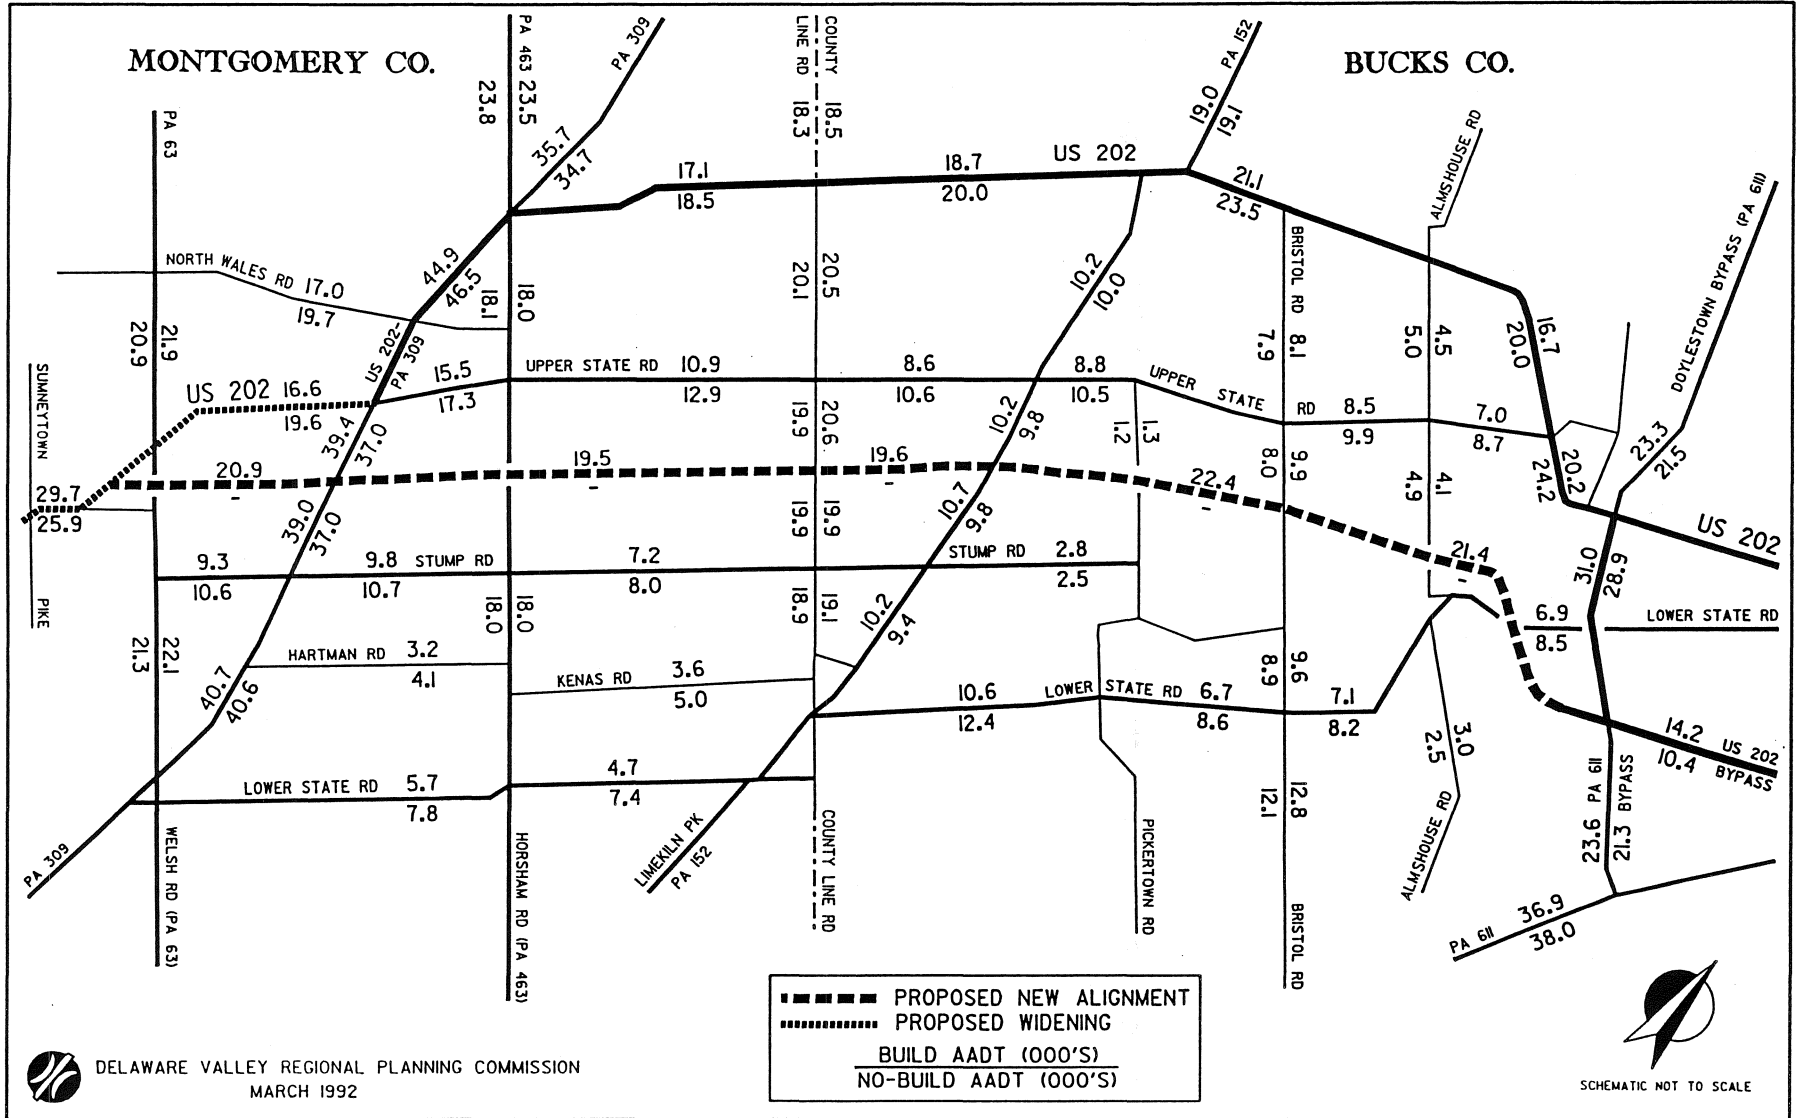 MONTGOMERY CO.
BUCKS CO.
PA 463
23.5
23.8
PA 309
35.7
34.7
COUNTY
LINE RD
18.5
18.3
PA 152
19.0
19.1
ALMSHOUSE RD
DOYLESTOWN BYPASS (PA 611)
PA 63
US 202
17.1
18.5
18.7
20.0
21.1
23.5
NORTH WALES RD 17.0
19.7
44.9
46.5
18.0
18.1
20.5
20.1
10.2
10.0
BRISTOL RD
8.1
7.9
4.5
5.0
16.7
20.0
21.9
20.9
US 202-
PA 309
SUMNEYTOWN
PIKE
US 202 16.6
19.6
15.5
17.3
UPPER STATE RD 10.9
12.9
8.6
10.6
8.8
10.5
UPPER STATE RD 8.5
9.9
7.0
8.7
39.4
37.0
20.6
19.9
10.2
9.8
1.3
1.2
9.9
8.0
4.1
4.9
20.2
24.2
23.3
21.5
20.9
-
19.5
-
19.6
-
22.4
-
21.4
-
29.7
25.9
39.0
37.0
19.9
19.9
10.7
9.8
US 202
31.0
28.9
9.3
10.6
9.8 STUMP RD
10.7
7.2
8.0
STUMP RD 2.8
2.5
18.0
18.0
19.1
18.9
10.2
9.4
6.9 LOWER STATE RD
8.5
22.1
21.3
40.7
40.6
HARTMAN RD 3.2
4.1
KENAS RD 3.6
5.0
10.6 LOWER STATE RD 6.7
12.4
8.6
9.6
8.9
7.1
8.2
3.0
2.5
14.2 US 202
10.4 BYPASS
LOWER STATE RD 5.7
7.8
4.7
7.4
12.8
12.1
23.6 PA 611
21.3 BYPASS
PA 309
WELSH RD (PA 63)
HORSHAM RD (PA 463)
LIMEKILN PK
PA 152
COUNTY LINE RD
PICKERTOWN RD
BRISTOL RD
ALMSHOUSE RD
PA 611
36.9
38.0
PROPOSED NEW ALIGNMENT
PROPOSED WIDENING
BUILD AADT (000'S)
NO-BUILD AADT (000'S)
DELAWARE VALLEY REGIONAL PLANNING COMMISSION
MARCH 1992
SCHEMATIC NOT TO SCALE